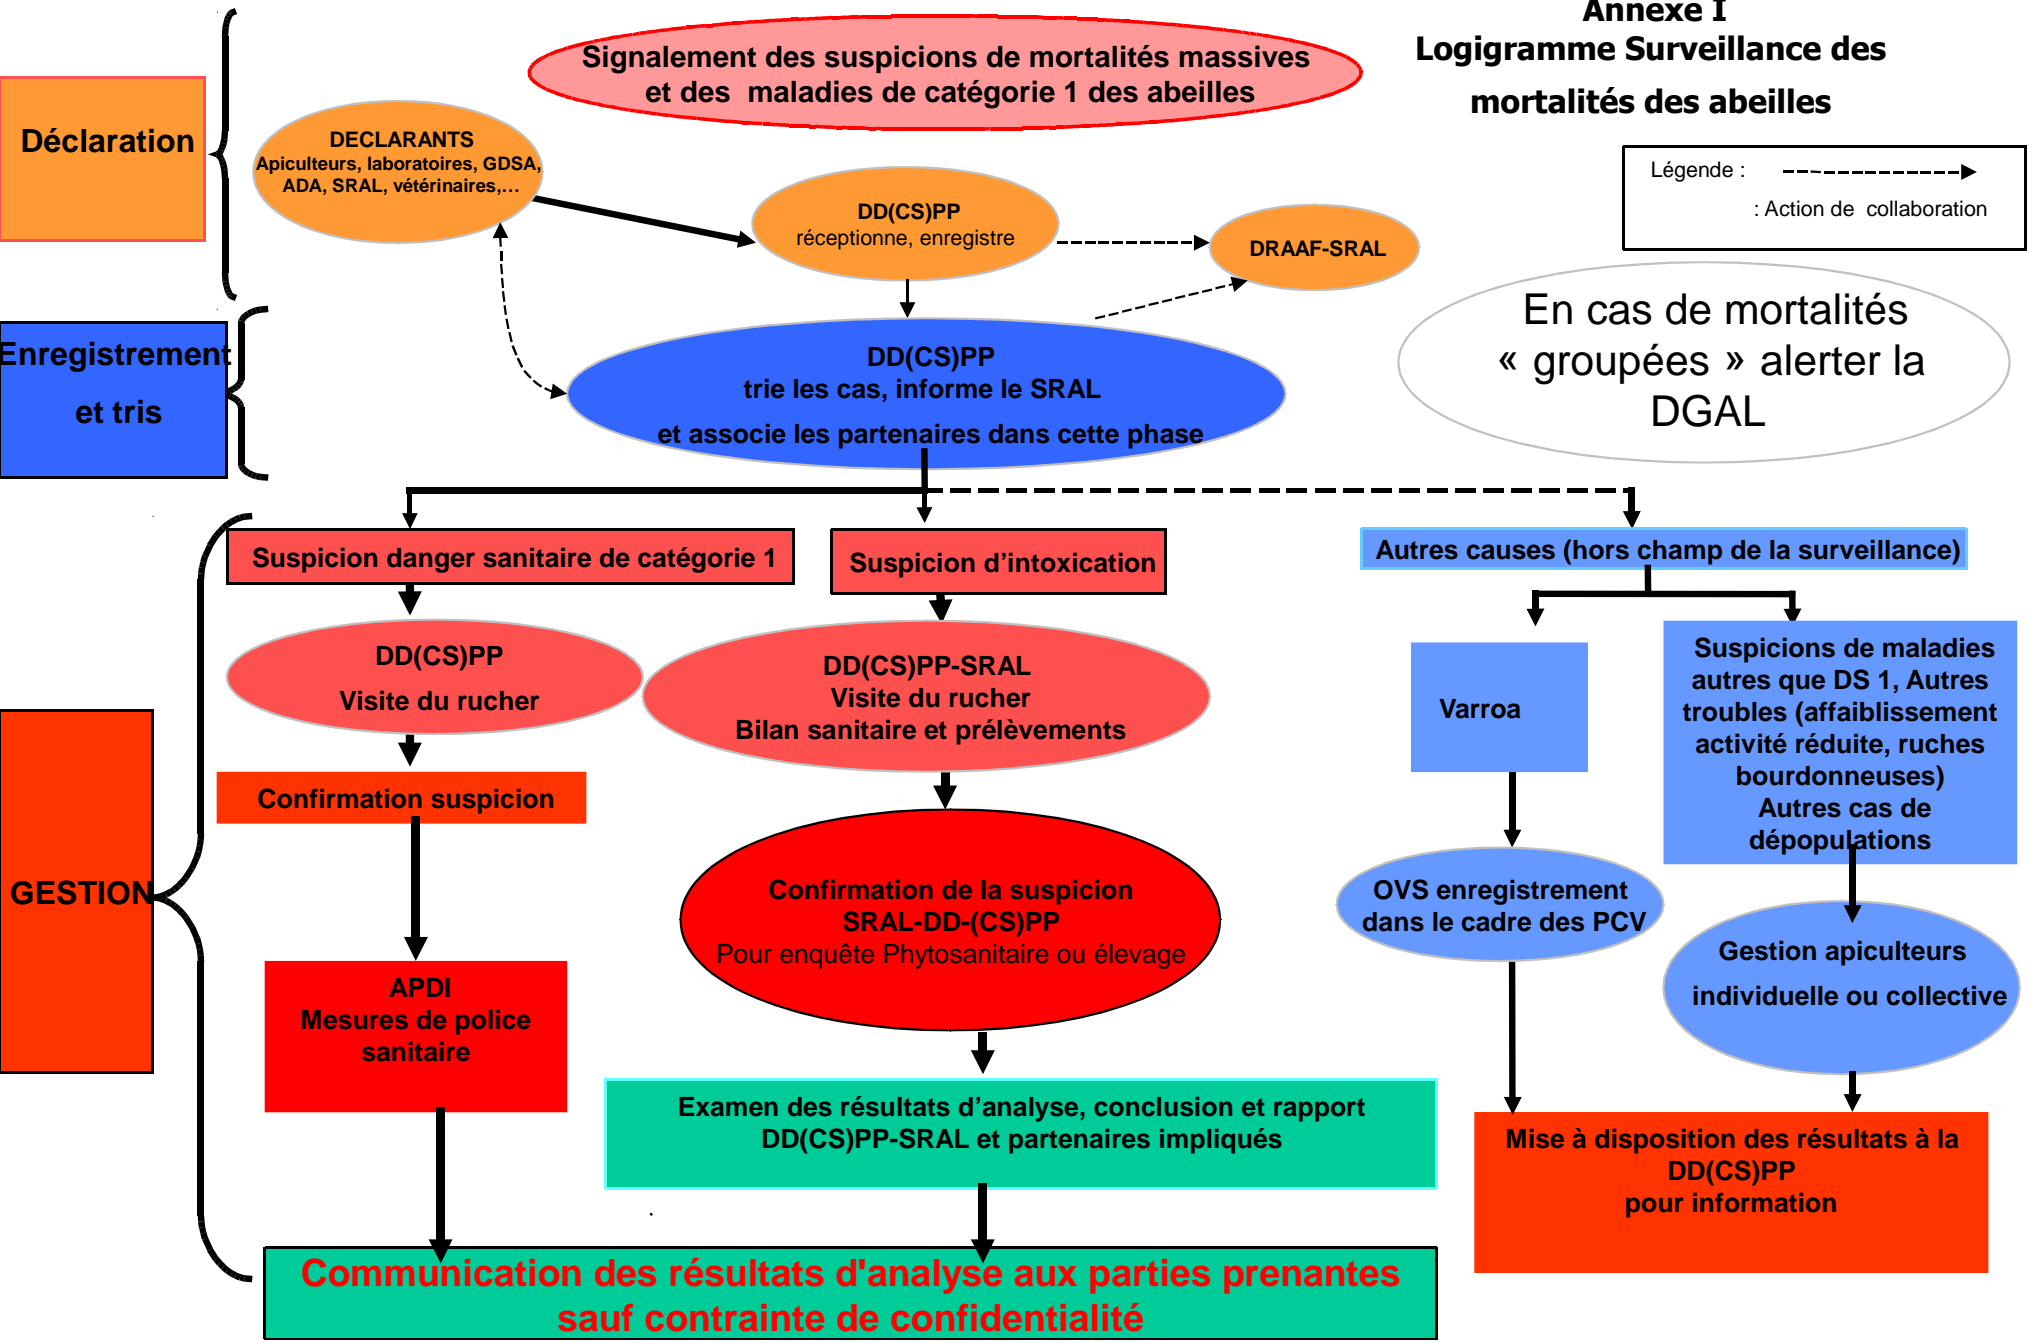 Annexe I
Logigramme Surveillance des
mortalités des abeilles
Signalement des suspicions de mortalités massives
et des maladies de catégorie 1 des abeilles
Déclaration
DECLARANTS
Apiculteurs, laboratoires, GDSA,
ADA, SRAL, vétérinaires,…
DD(CS)PP
réceptionne, enregistre
DRAAF-SRAL
Légende :
: Action de collaboration
En cas de mortalités
« groupées » alerter la
DGAL
Enregistrement
et tris
DD(CS)PP
trie les cas, informe le SRAL
et associe les partenaires dans cette phase
GESTION
Suspicion danger sanitaire de catégorie 1
Suspicion d’intoxication
Autres causes (hors champ de la surveillance)
DD(CS)PP
Visite du rucher
DD(CS)PP-SRAL
Visite du rucher
Bilan sanitaire et prélèvements
Varroa
Suspicions de maladies
autres que DS 1, Autres
troubles (affaiblissement
activité réduite, ruches
bourdonneuses)
Autres cas de
dépopulations
Confirmation suspicion
Confirmation de la suspicion
SRAL-DD-(CS)PP
Pour enquête Phytosanitaire ou élevage
OVS enregistrement
dans le cadre des PCV
Gestion apiculteurs
individuelle ou collective
APDI
Mesures de police
sanitaire
Examen des résultats d’analyse, conclusion et rapport
DD(CS)PP-SRAL et partenaires impliqués
Mise à disposition des résultats à la
DD(CS)PP
pour information
Communication des résultats d'analyse aux parties prenantes
sauf contrainte de confidentialité